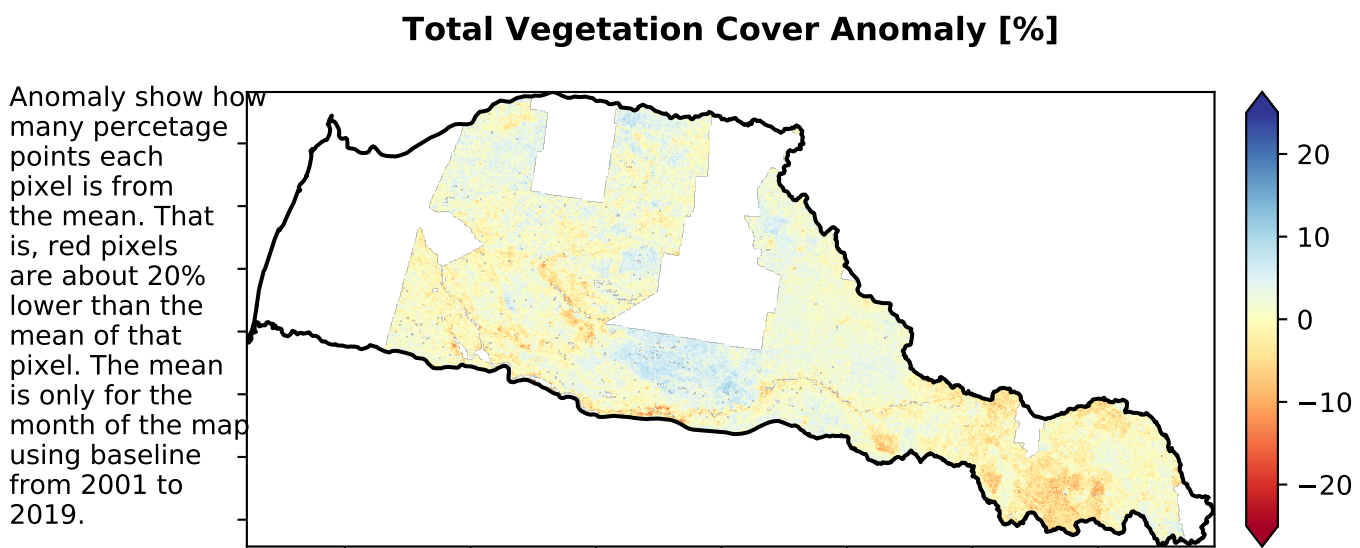 Total Vegetation Cover Anomaly [%]
Anomaly show how
many percetage
points each
pixel is from
the mean. That
is, red pixels
are about 20%
lower than the
mean of that
pixel. The mean
is only for the
month of the map
using baseline
from 2001 to
2019.
20
10
0
−10
−20